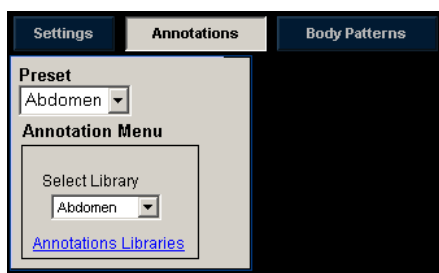 Settings Annotations Body Patterns
Preset
Abdomen
Annotation Menu
Select Library
Abdomen
Annotations Libraries